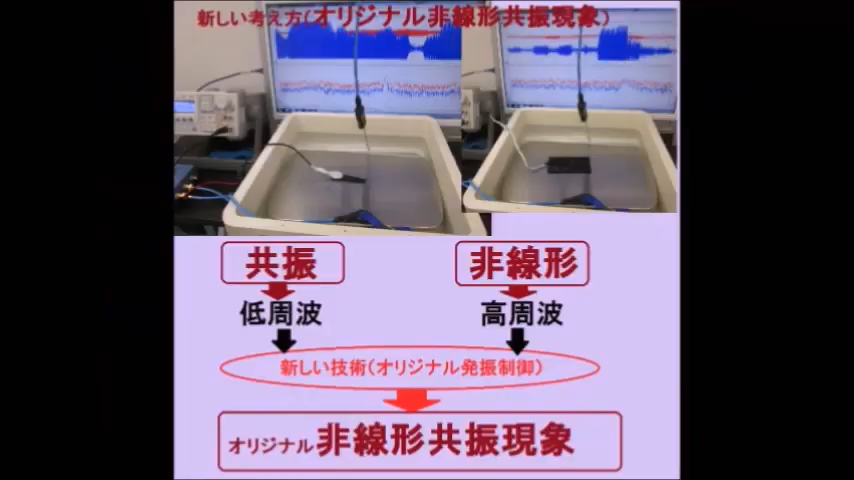 新しい考え方(オリジナル非線形共振現象)
共振
非線形
低周波
高周波
新しい技術(オリジナル発振制御)
オリジナル非線形共振現象